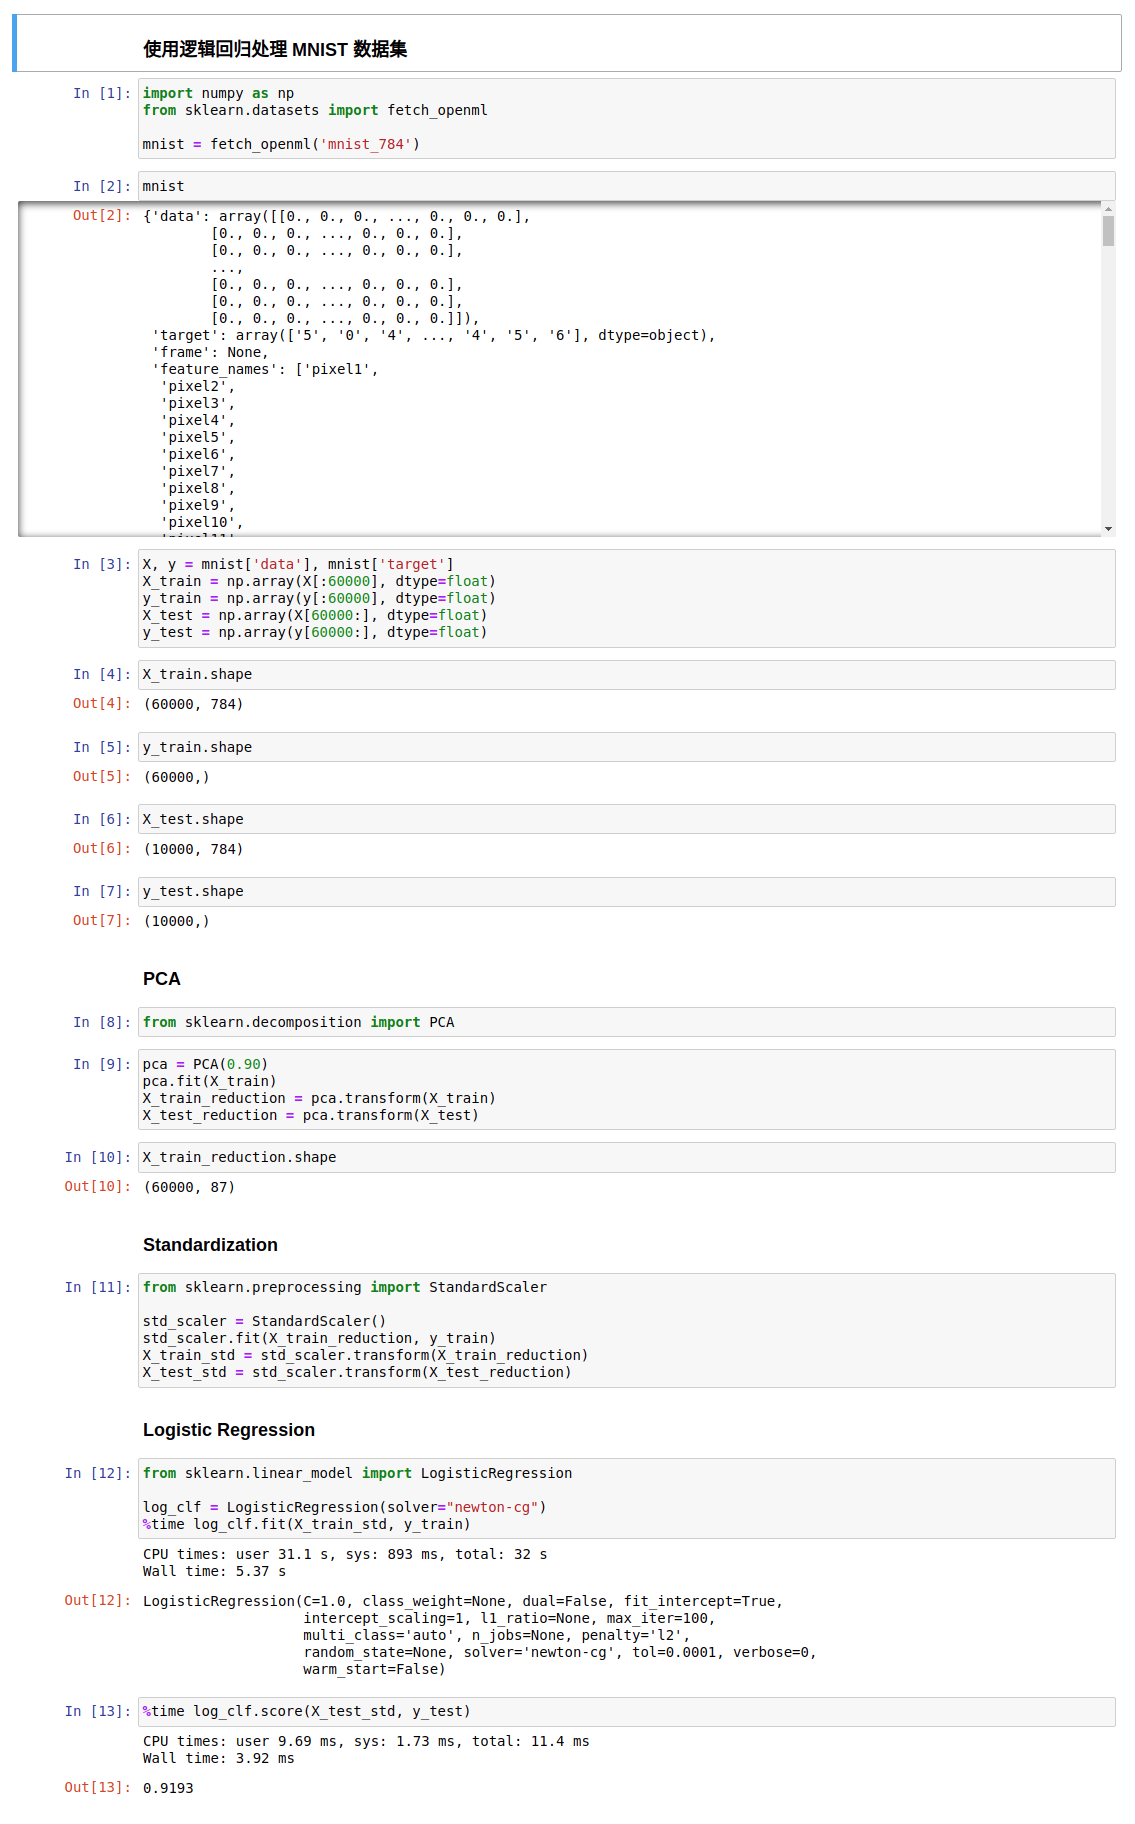 使用逻辑回归处理 MNIST 数据集
In [1]: import numpy as np
from sklearn.datasets import fetch_openml
mnist = fetch_openml('mnist_784')
In [2]: mnist
Out[2]: {'data': array([[0., 0., 0., ..., 0., 0., 0.],
[0., 0., 0., ..., 0., 0., 0.],
[0., 0., 0., ..., 0., 0., 0.],
...,
[0., 0., 0., ..., 0., 0., 0.],
[0., 0., 0., ..., 0., 0., 0.],
[0., 0., 0., ..., 0., 0., 0.]]),
'target': array(['5', '0', '4', ..., '4', '5', '6'], dtype=object),
'frame': None,
'feature_names': ['pixel1',
'pixel2',
'pixel3',
'pixel4',
'pixel5',
'pixel6',
'pixel7',
'pixel8',
'pixel9',
'pixel10',
In [3]: X, y = mnist['data'], mnist['target']
X_train = np.array(X[:60000], dtype=float)
y_train = np.array(y[:60000], dtype=float)
X_test = np.array(X[60000:], dtype=float)
y_test = np.array(y[60000:], dtype=float)
In [4]: X_train.shape
Out[4]: (60000, 784)
In [5]: y_train.shape
Out[5]: (60000,)
In [6]: X_test.shape
Out[6]: (10000, 784)
In [7]: y_test.shape
Out[7]: (10000,)
PCA
In [8]: from sklearn.decomposition import PCA
In [9]: pca = PCA(0.90)
pca.fit(X_train)
X_train_reduction = pca.transform(X_train)
X_test_reduction = pca.transform(X_test)
In [10]: X_train_reduction.shape
Out[10]: (60000, 87)
Standardization
In [11]: from sklearn.preprocessing import StandardScaler
std_scaler = StandardScaler()
std_scaler.fit(X_train_reduction, y_train)
X_train_std = std_scaler.transform(X_train_reduction)
X_test_std = std_scaler.transform(X_test_reduction)
Logistic Regression
In [12]: from sklearn.linear_model import LogisticRegression
log_clf = LogisticRegression(solver="newton-cg")
%time log_clf.fit(X_train_std, y_train)
CPU times: user 31.1 s, sys: 893 ms, total: 32 s
Wall time: 5.37 s
Out[12]: LogisticRegression(C=1.0, class_weight=None, dual=False, fit_intercept=True,
intercept_scaling=1, l1_ratio=None, max_iter=100,
multi_class='auto', n_jobs=None, penalty='l2',
random_state=None, solver='newton-cg', tol=0.0001, verbose=0,
warm_start=False)
In [13]: %time log_clf.score(X_test_std, y_test)
CPU times: user 9.69 ms, sys: 1.73 ms, total: 11.4 ms
Wall time: 3.92 ms
Out[13]: 0.9193